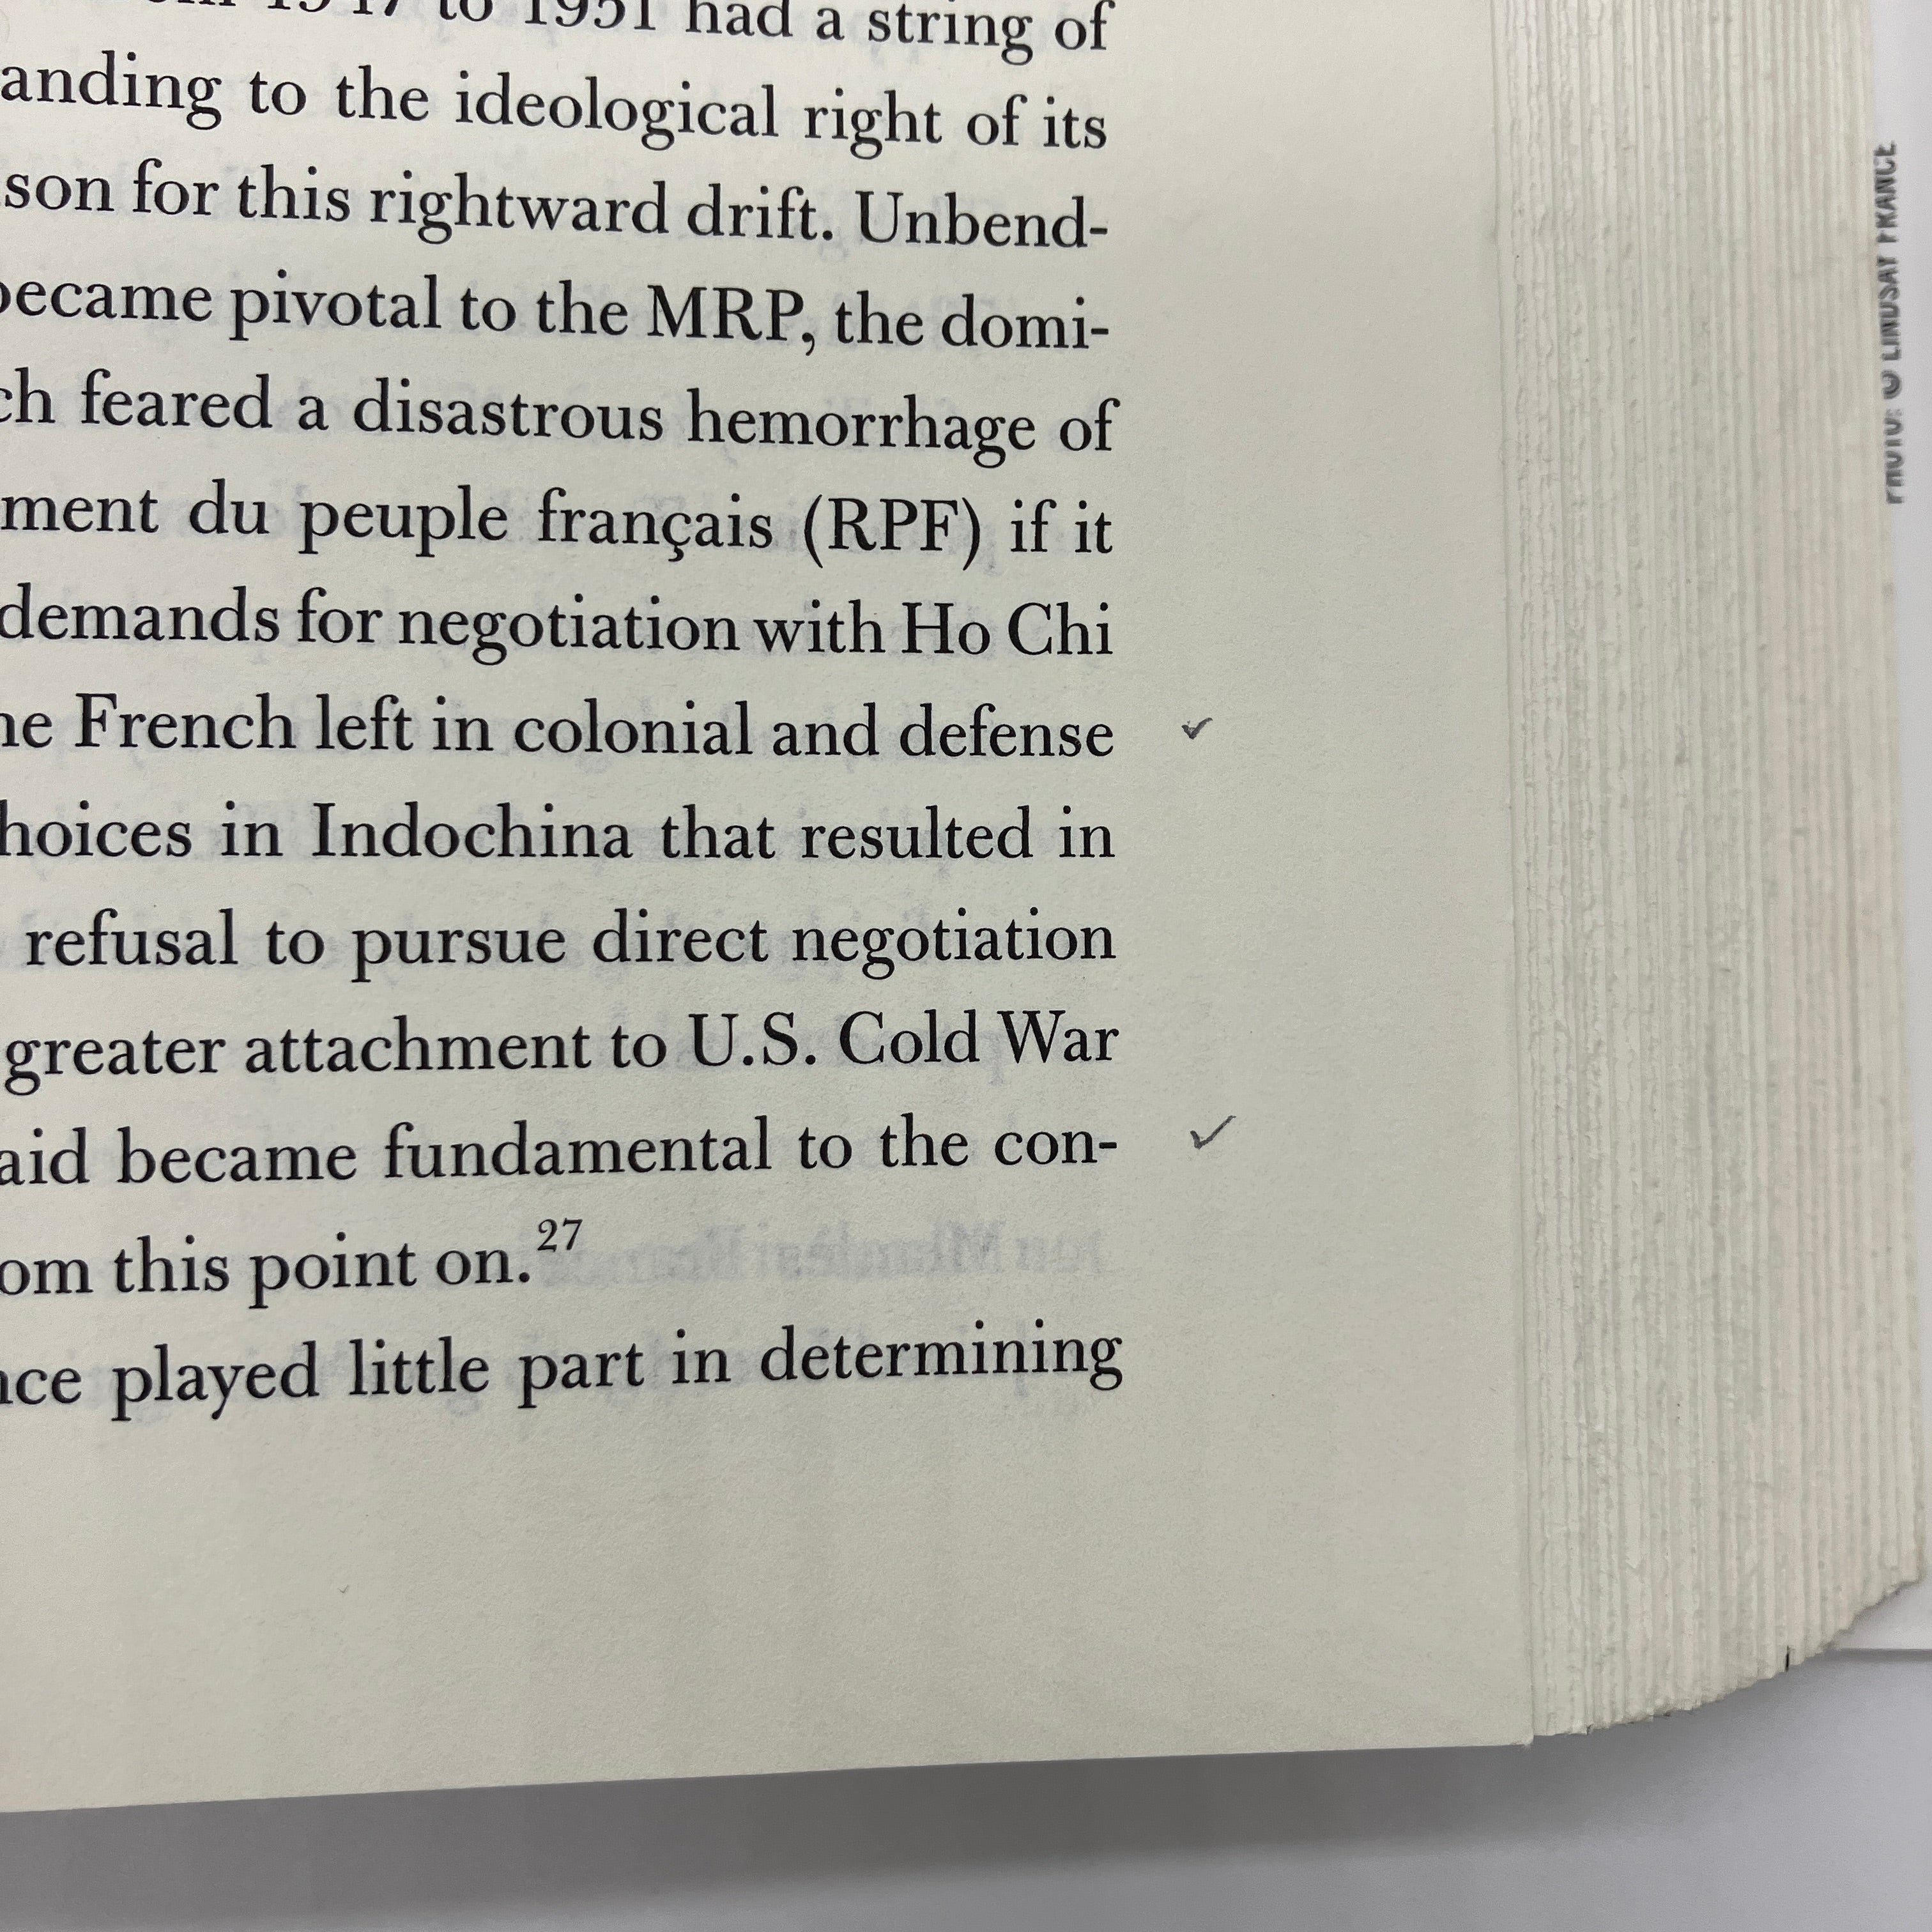 to 1951 had a string of
anding to the ideological right of its
son for this rightward drift. Unbend-
became pivotal to the MRP, the domi-
ch feared a disastrous hemorrhage of
ment du peuple français (RPF) if it
demands for negotiation with Ho Chi
he French left in colonial and defense
hoices in Indochina that resulted in
refusal to pursue direct negotiation
greater attachment to U.S. Cold War
aid became fundamental to the con-
om this point on.27
nce played little part in determining
PHOTO: © LINDSAY FRANCE